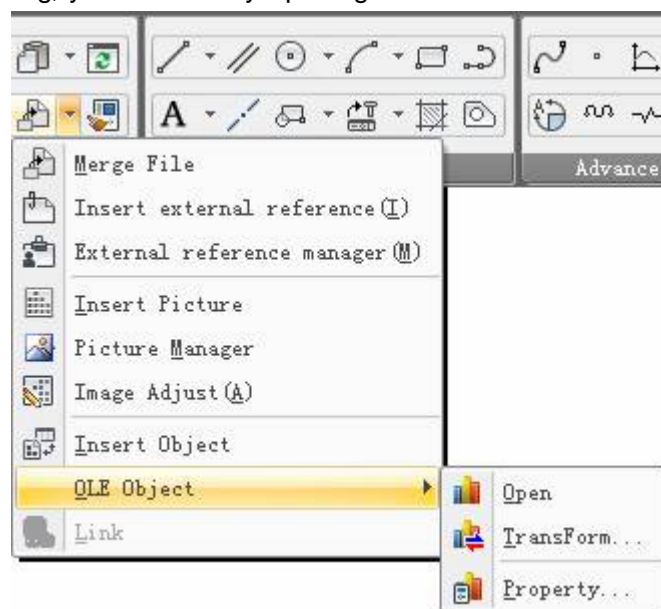 Advance
Merge File
Insert external reference(I)
External reference manager(M)
Insert Picture
Picture Manager
Image Adjust(A)
Insert Object
OLE Object
Open
Link
TransForm...
Property...